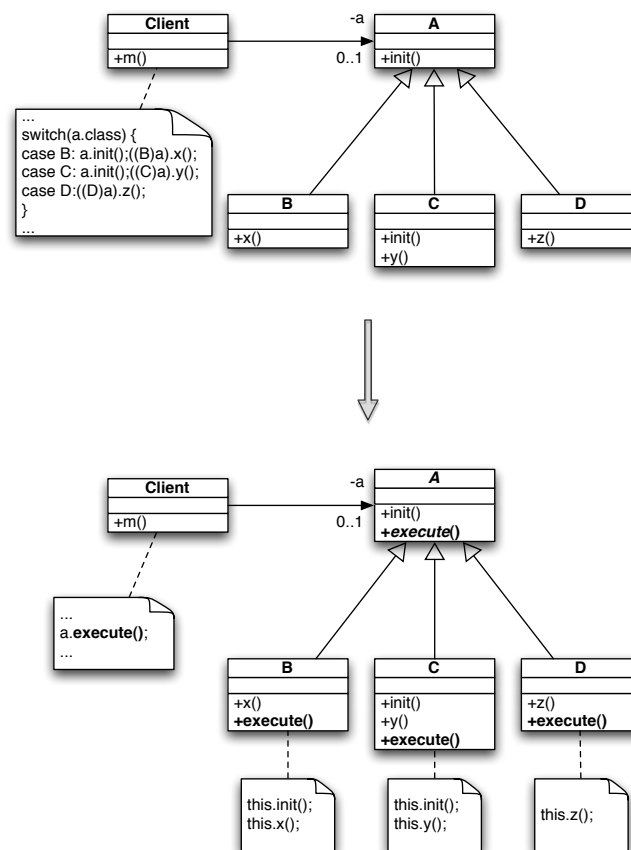 Client
+m()
-a
0..1
A
+init()
...
switch(a.class) {
case B: a.init();((B)a).x();
case C: a.init();((C)a).y();
case D:((D)a).z();
}
...
B
+x()
C
+init()
+y()
D
+z()
Client
+m()
-a
0..1
A
+init()
+execute()
...
a.execute();
...
B
+x()
+execute()
C
+init()
+y()
+execute()
D
+z()
+execute()
this.init();
this.x();
this.init();
this.y();
this.z();